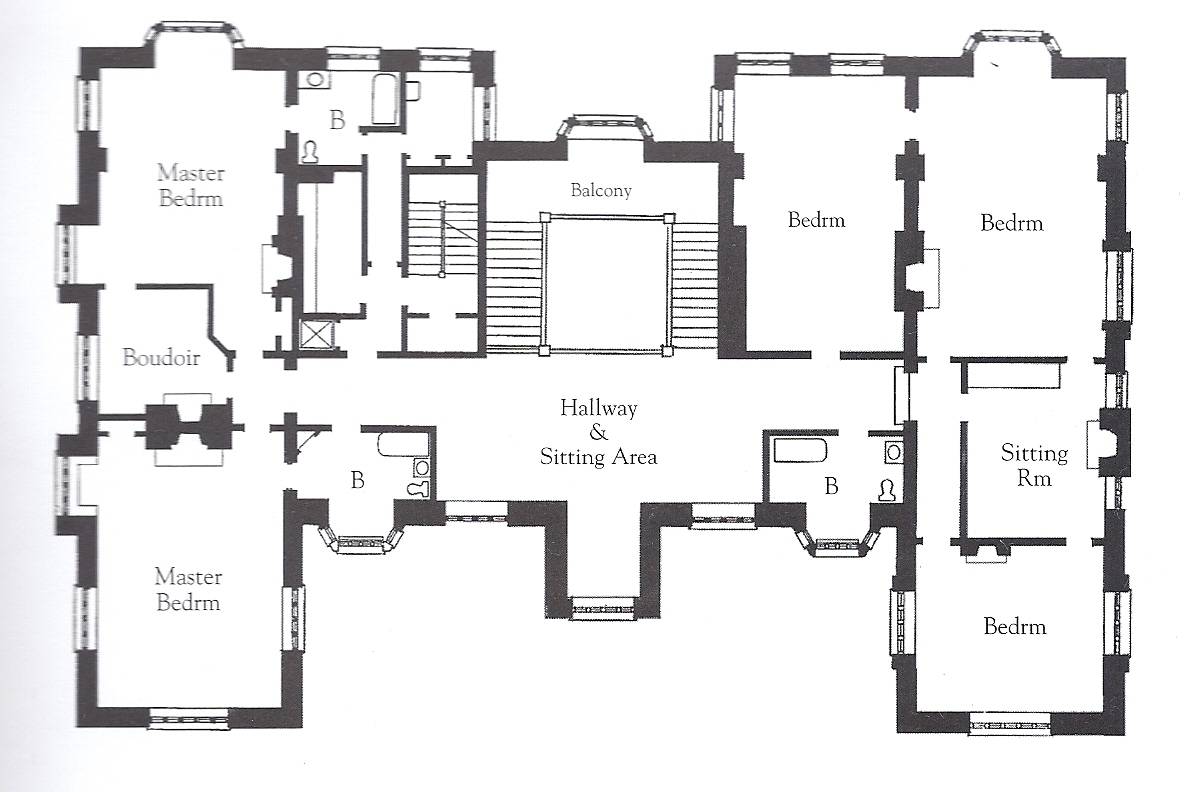 B
Master
Bedrm
Balcony
Bedrm
Bedrm
Boudoir
Hallway
&
Sitting Area
B
B
Sitting
Rm
Master
Bedrm
Bedrm